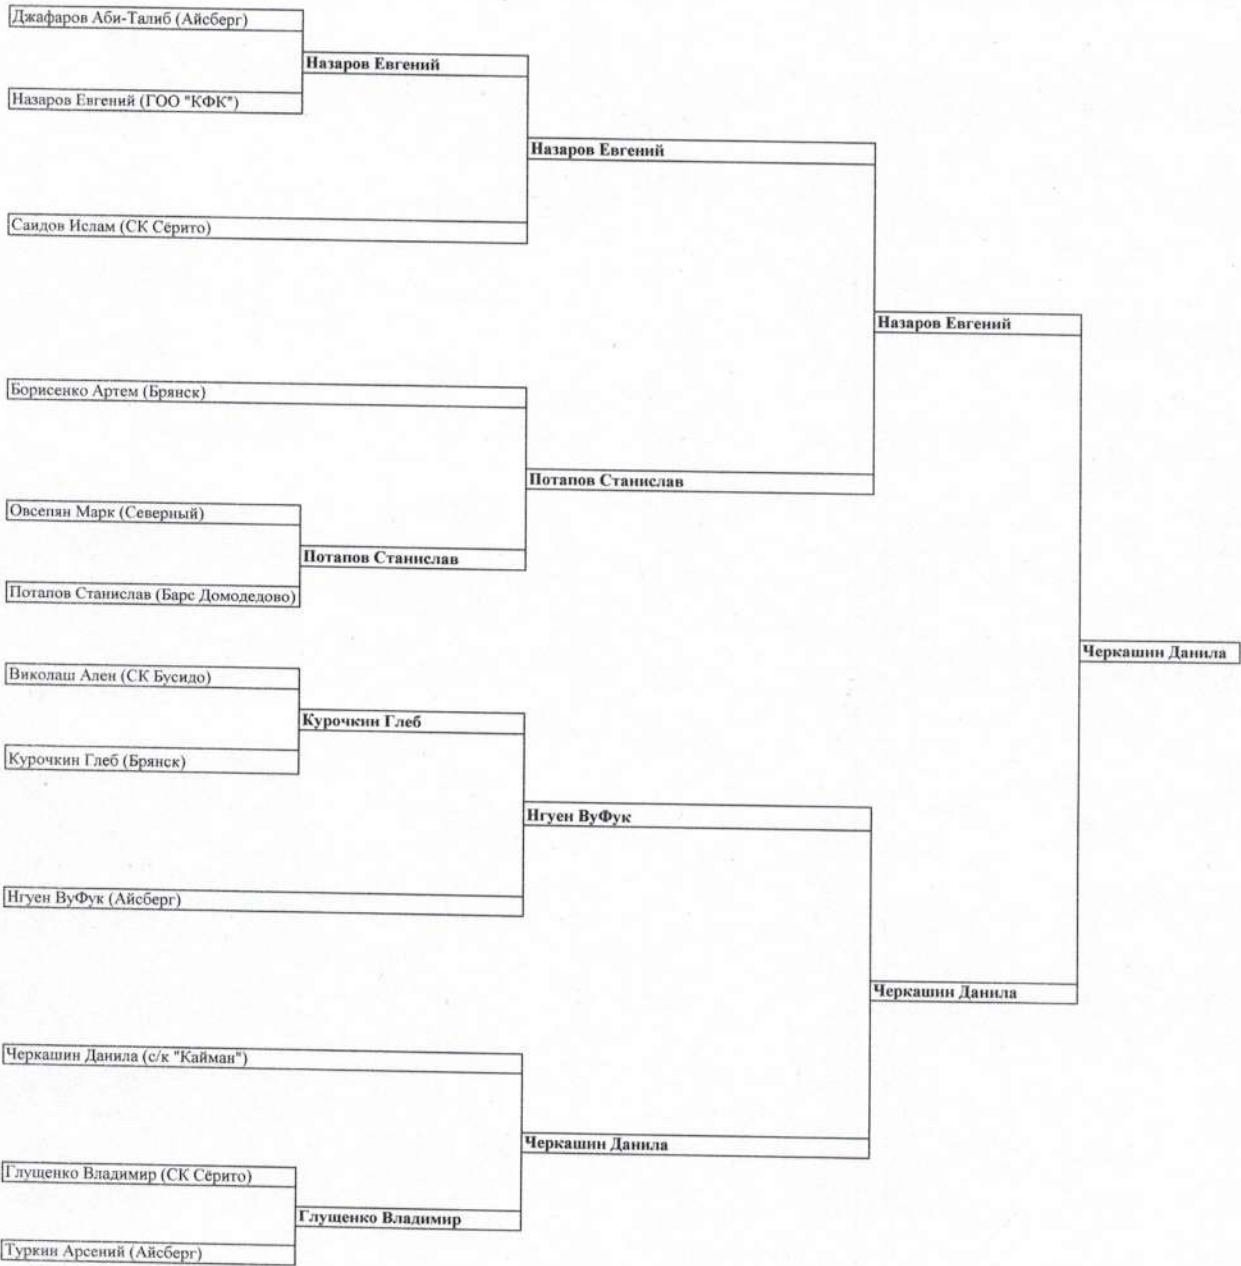 Джафаров Аби-Талиб (Айсберг)
Назаров Евгений
Назаров Евгений (ГОО "КФК")
Назаров Евгений
Саидов Ислам (СК Сёрито)
Назаров Евгений
Борисенко Артем (Брянск)
Потапов Станислав
Овсепян Марк (Северный)
Потапов Станислав
Потапов Станислав (Барс Домодедово)
Черкашин Данила
Виколаш Ален (СК Бусидо)
Курочкин Глеб
Курочкин Глеб (Брянск)
Нгуен ВуФук
Нгуен ВуФук (Айсберг)
Черкашин Данила
Черкашин Данила (с/к "Кайман")
Черкашин Данила
Глущенко Владимир (СК Сёрито)
Глущенко Владимир
Туркин Арсений (Айсберг)